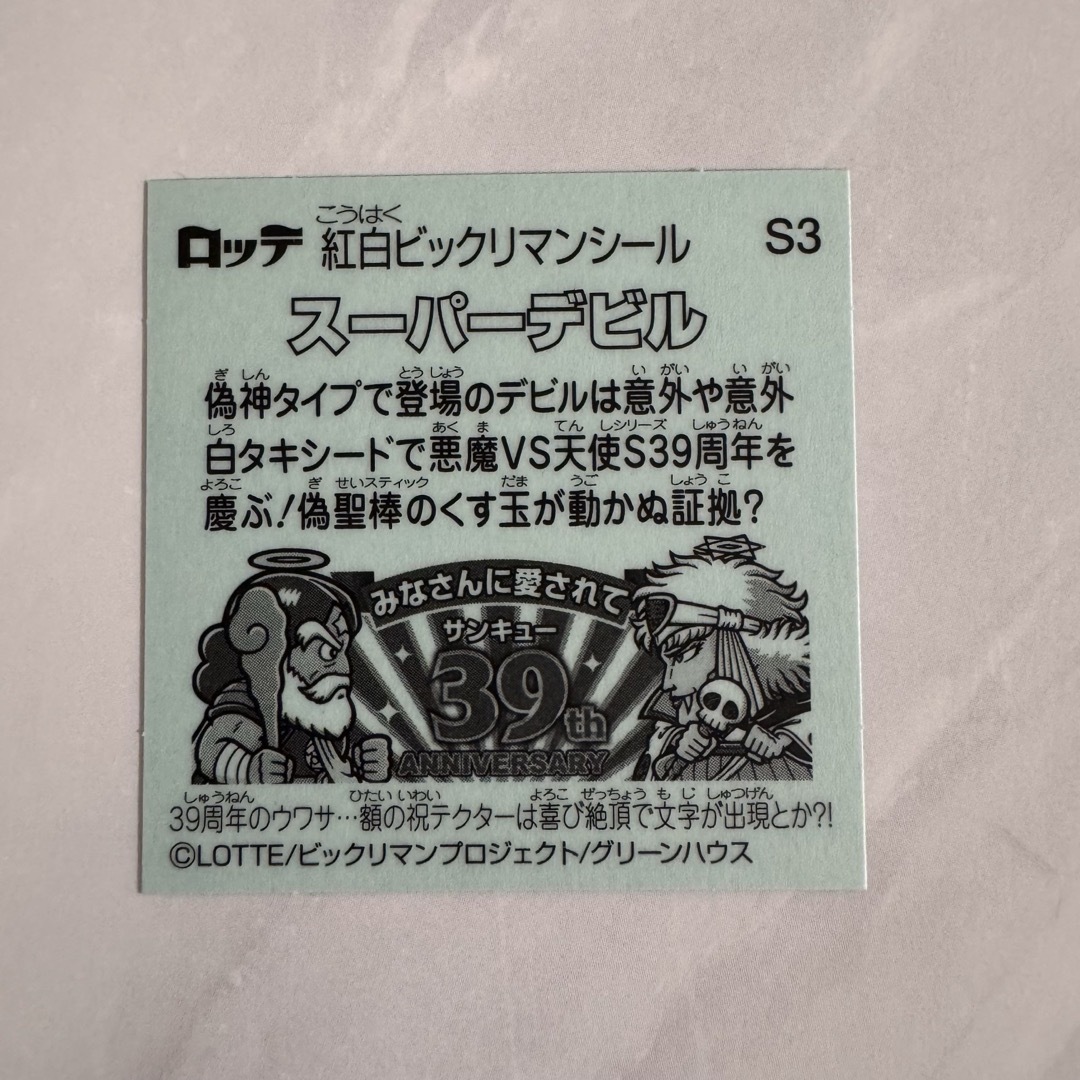 ロッテ 紅白ビックリマンシール S3
こうはく
スーパーデビル
ぎ しん とう じょう い がい い がい
偽神タイプで登場のデビルは意外や意外
しろ あく ま てん し シリーズ しゅうねん
白タキシードで悪魔VS天使S39周年を
よろこ ぎ せいスティック だま うご しょう こ
慶ぶ!偽聖棒のくす玉が動かぬ証拠?
みなさんに愛されて
サンキュー
39th
ANNIVERSARY
しゅうねん ひたい いわい よろこ ぜっちょう も じ しゅつげん
39周年のウワサ…額の祝テクターは喜び絶頂で文字が出現とか?!
©LOTTE/ビックリマンプロジェクト/グリーンハウス